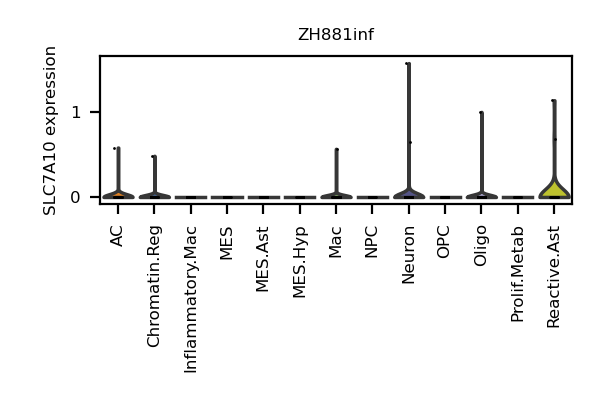 ZH881inf
SLC7A10 expression
1
0
AC
Chromatin.Reg
Inflammatory.Mac
MES
MES.Ast
MES.Hyp
Mac
NPC
Neuron
OPC
Oligo
Prolif.Metab
Reactive.Ast